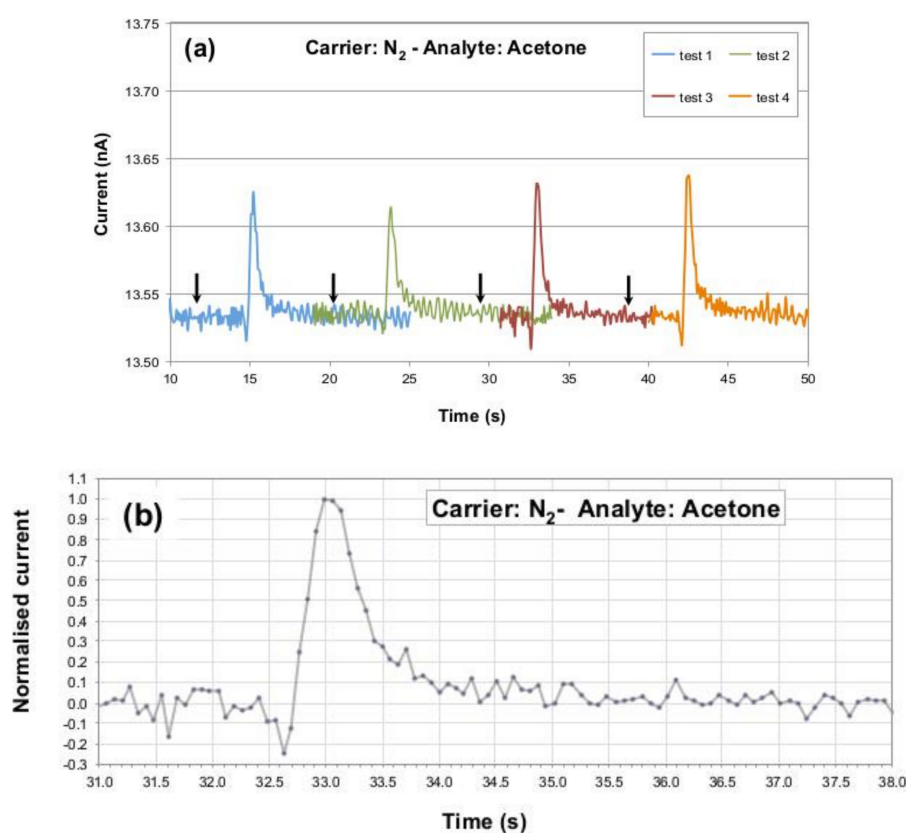 13.75
(a)
Carrier: N₂ - Analyte: Acetone
test 1
test 2
test 3
test 4
13.70
13.65
13.60
13.55
13.50
Current (nA)
10 15 20 25 30 35 40 45 50
Time (s)
1.1
1.0
0.9
0.8
0.7
0.6
0.5
0.4
0.3
0.2
0.1
0.0
-0.1
-0.2
-0.3
Normalised current
(b)
Carrier: N₂- Analyte: Acetone
31.0 31.5 32.0 32.5 33.0 33.5 34.0 34.5 35.0 35.5 36.0 36.5 37.0 37.5 38.0
Time (s)